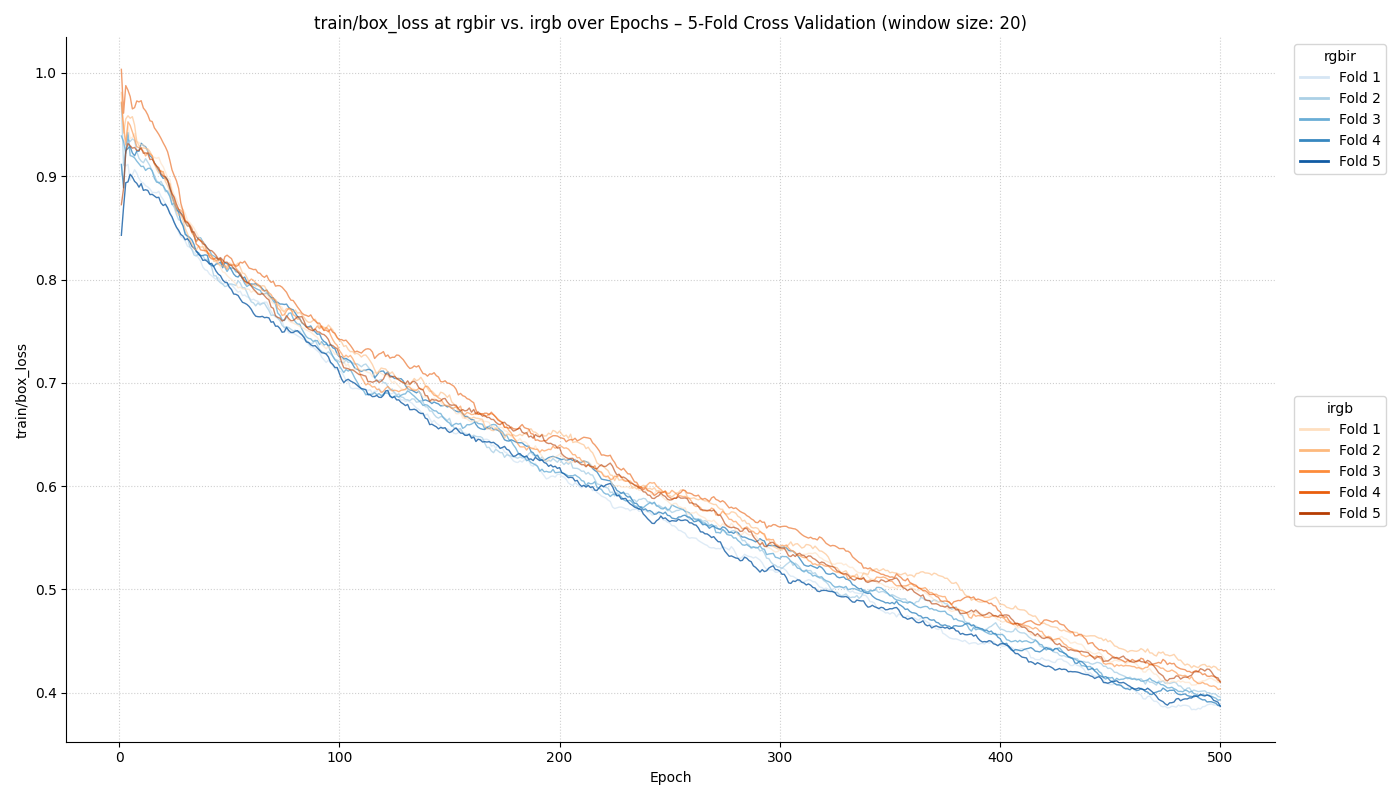 train/box_loss at rgbir vs. irgb over Epochs – 5-Fold Cross Validation (window size: 20)
rgbir
Fold 1
Fold 2
Fold 3
Fold 4
Fold 5
irgb
Fold 1
Fold 2
Fold 3
Fold 4
Fold 5
train/box_loss
1.0
0.9
0.8
0.7
0.6
0.5
0.4
0 100 200 300 400 500
Epoch